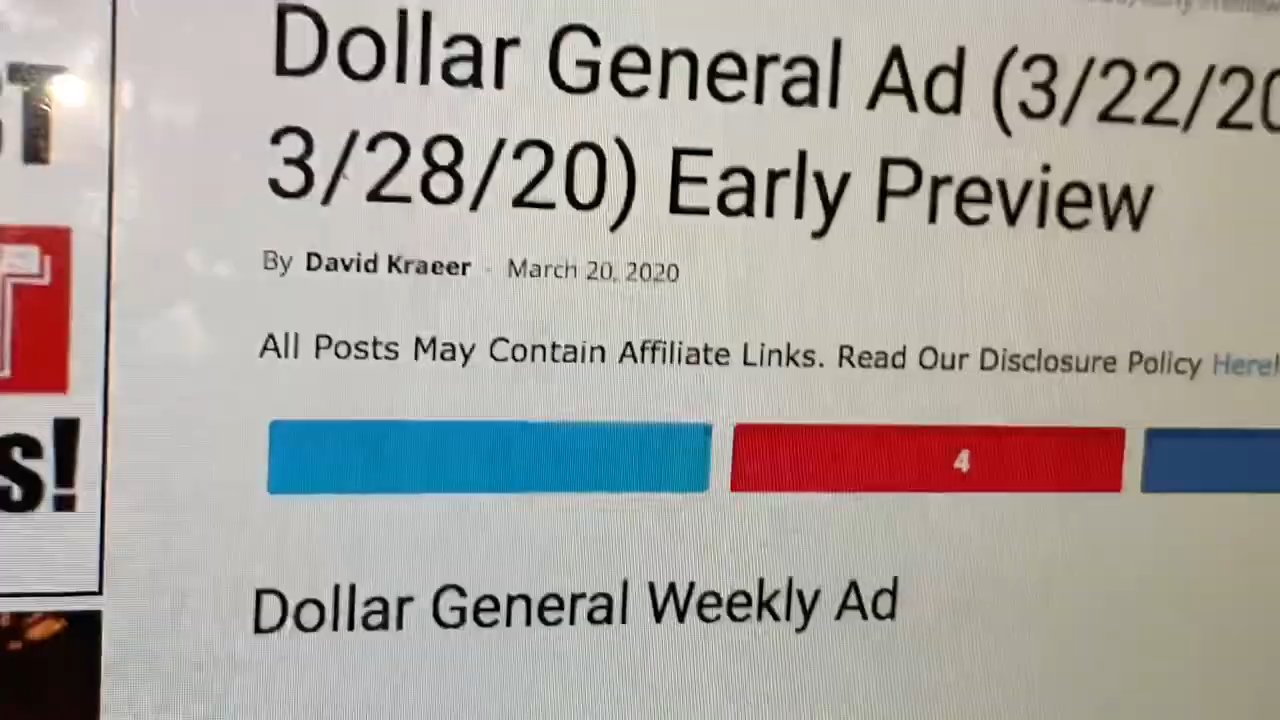 Dollar General Ad (3/22/20
3/28/20) Early Preview
By David Kraeer - March 20, 2020
All Posts May Contain Affiliate Links. Read Our Disclosure Policy Here!
4
Dollar General Weekly Ad
T
s!